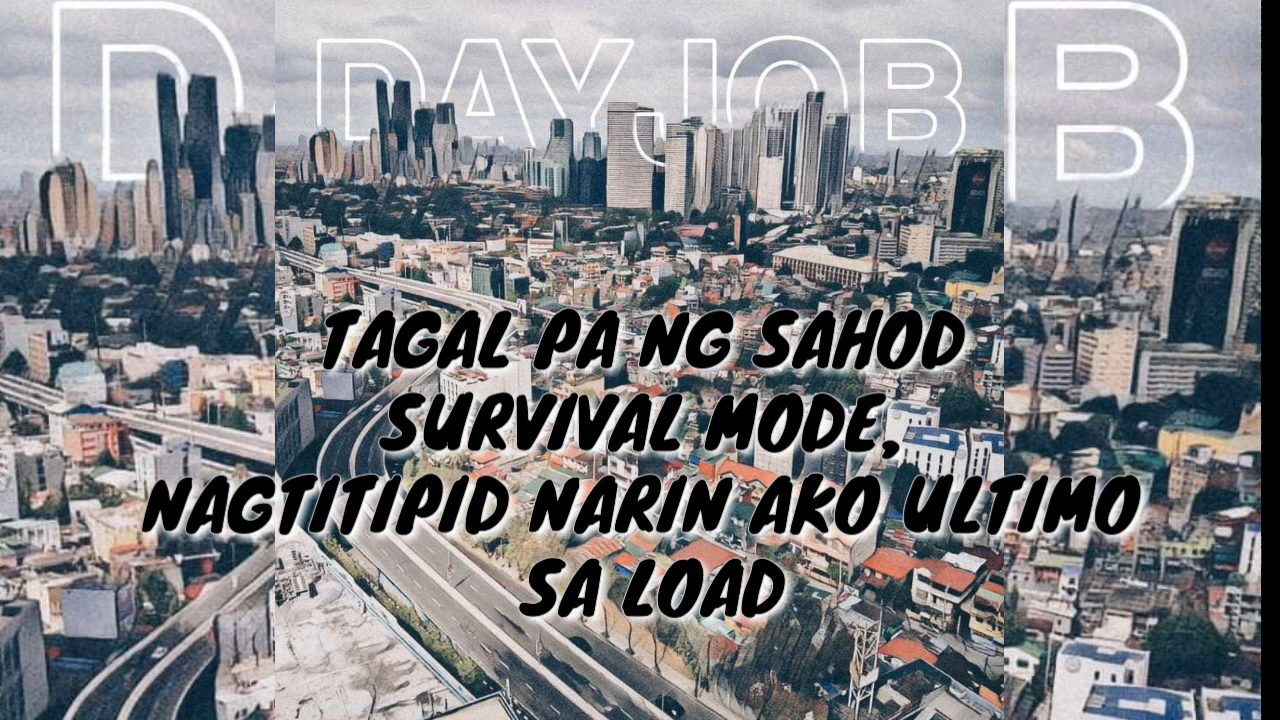 D DAY JOB B
TAGAL PA NG SAHOD
SURVIVAL MODE,
NAGTITIPID NARIN AKO ULTIMO
SA LOAD